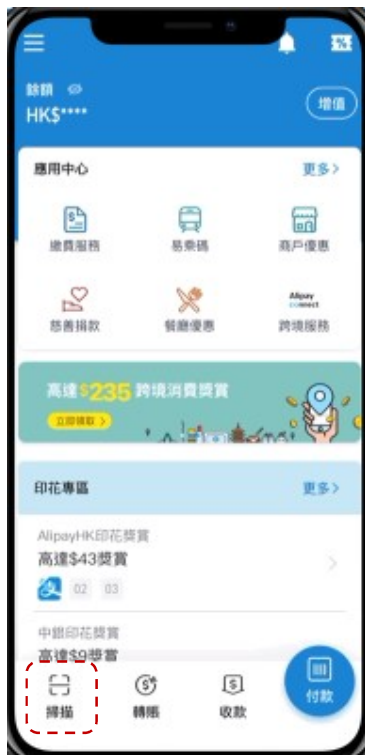 餘額
HK$****
增值
應用中心
更多>
繳費服務
易乘碼
商戶優惠
Alipay
connect
慈善捐款
餐廳優惠
跨境服務
高達$235 跨境消費獎賞
立即領取 >
印花專區
更多>
AlipayHK印花獎賞
高達$43獎賞
02 03
中銀印花獎賞
高達$9獎賞
掃描
轉賬
收款
付款